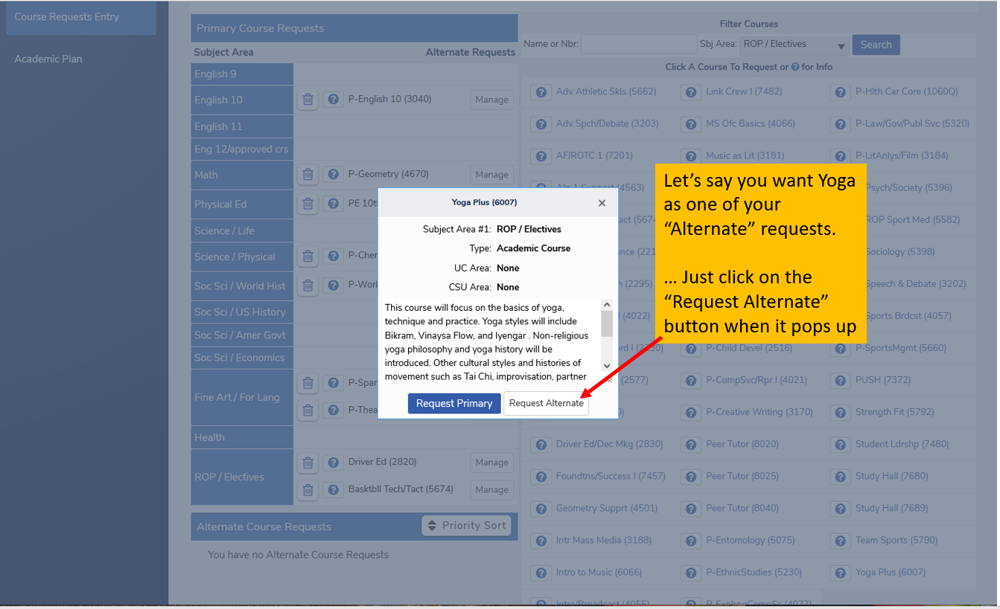 Course Requests Entry
Academic Plan
Primary Course Requests
Subject Area Alternate Requests
English 9
English 10 P-English 10 (3040) Manage
English 11
Eng 12/approved crs
Math P-Geometry (4670) Manage
Physical Ed PE 10t
Science / Life
Science / Physical P-Cher
Soc Sci / World Hist P-Worl
Soc Sci / US History
Soc Sci / Amer Govt
Soc Sci / Economics
Fine Art / For Lang
P-Spar
P-Thea
Health
ROP / Electives
Driver Ed (2820) Manage
Basktbll Tech/Tact (5674) Manage
Alternate Course Requests Priority Sort
You have no Alternate Course Requests
Filter Courses
Name or Nbr: Sbj Area: ROP / Electives Search
Click A Course To Request or ? for Info
Adv Athletic Skls (5662) Link Crew I (7482) P-Hlth Car Core (1060Q)
Adv Spch/Debate (3203) MS Ofc Basics (4066) P-Law/Gov/Publ Svc (5320)
AFJROTC 1 (7201) Music as Lit (3181) P-LitAnlys/Film (3184)
Alg 1 Support (4563) Psych/Society (5396)
act (5674 ROP Sport Med (5582)
nce (221 Sociology (5398)
(2295) Speech & Debate (3202)
(4022) Sports Brdcst (4057)
rd I (2230) P-Child Devel (2516) P-SportsMgmt (5660)
(2577) P-CompSvc/Rpr I (4021) PUSH (7372)
P-Creative Writing (3170) Strength Fit (5792)
Driver Ed/Dec Mkg (2830) Peer Tutor (8020) Student Ldrshp (7480)
Foundtns/Success I (7457) Peer Tutor (8025) Study Hall (7680)
Geometry Supprt (4501) Peer Tutor (8040) Study Hall (7689)
Intr Mass Media (3188) P-Entomology (5075) Team Sports (5790)
Intro to Music (6066) P-EthnicStudies (5230) Yoga Plus (6007)
Intro/Broadcast (4055) P-ExplrngCompSc (4077)
Yoga Plus (6007) ×
Subject Area #1: ROP / Electives
Type: Academic Course
UC Area: None
CSU Area: None
This course will focus on the basics of yoga,
technique and practice. Yoga styles will include
Bikram, Vinaysa Flow, and Iyengar . Non-religious
yoga philosophy and yoga history will be
introduced. Other cultural styles and histories of
movement such as Tai Chi, improvisation, partner
Request Primary Request Alternate
Let’s say you want Yoga
as one of your
“Alternate” requests.
... Just click on the
“Request Alternate”
button when it pops up